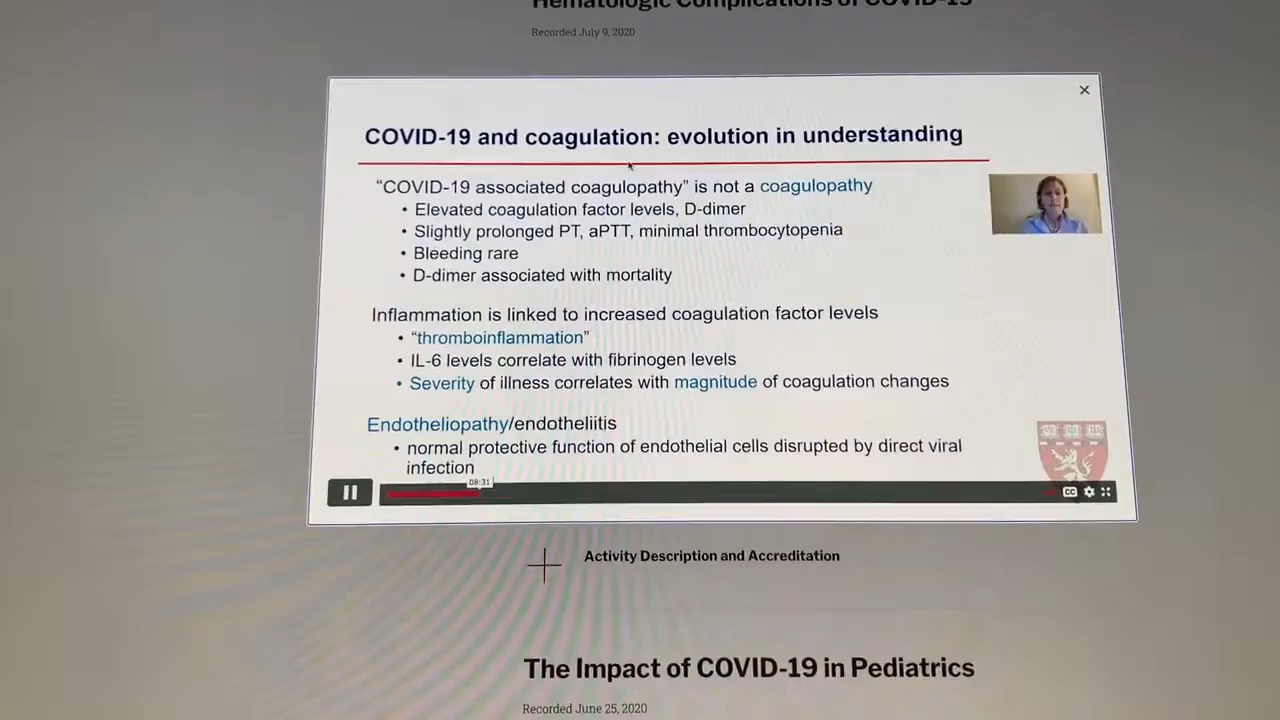 Hematologic Complications of COVID-19
Recorded July 9, 2020
COVID-19 and coagulation: evolution in understanding
“COVID-19 associated coagulopathy” is not a coagulopathy
• Elevated coagulation factor levels, D-dimer
• Slightly prolonged PT, aPTT, minimal thrombocytopenia
• Bleeding rare
• D-dimer associated with mortality
Inflammation is linked to increased coagulation factor levels
• “thromboinflammation”
• IL-6 levels correlate with fibrinogen levels
• Severity of illness correlates with magnitude of coagulation changes
Endotheliopathy/endotheliitis
• normal protective function of endothelial cells disrupted by direct viral
infection
08:31
CC
Activity Description and Accreditation
The Impact of COVID-19 in Pediatrics
Recorded June 25, 2020